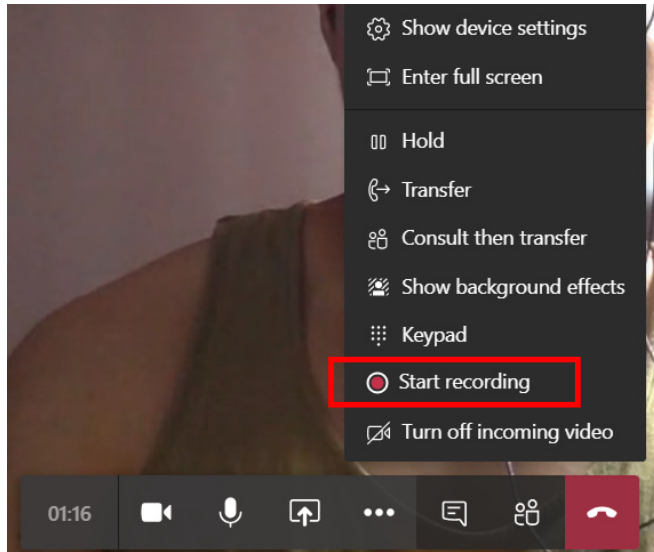 Show device settings
Enter full screen
Hold
Transfer
Consult then transfer
Show background effects
Keypad
Start recording
Turn off incoming video
01:16